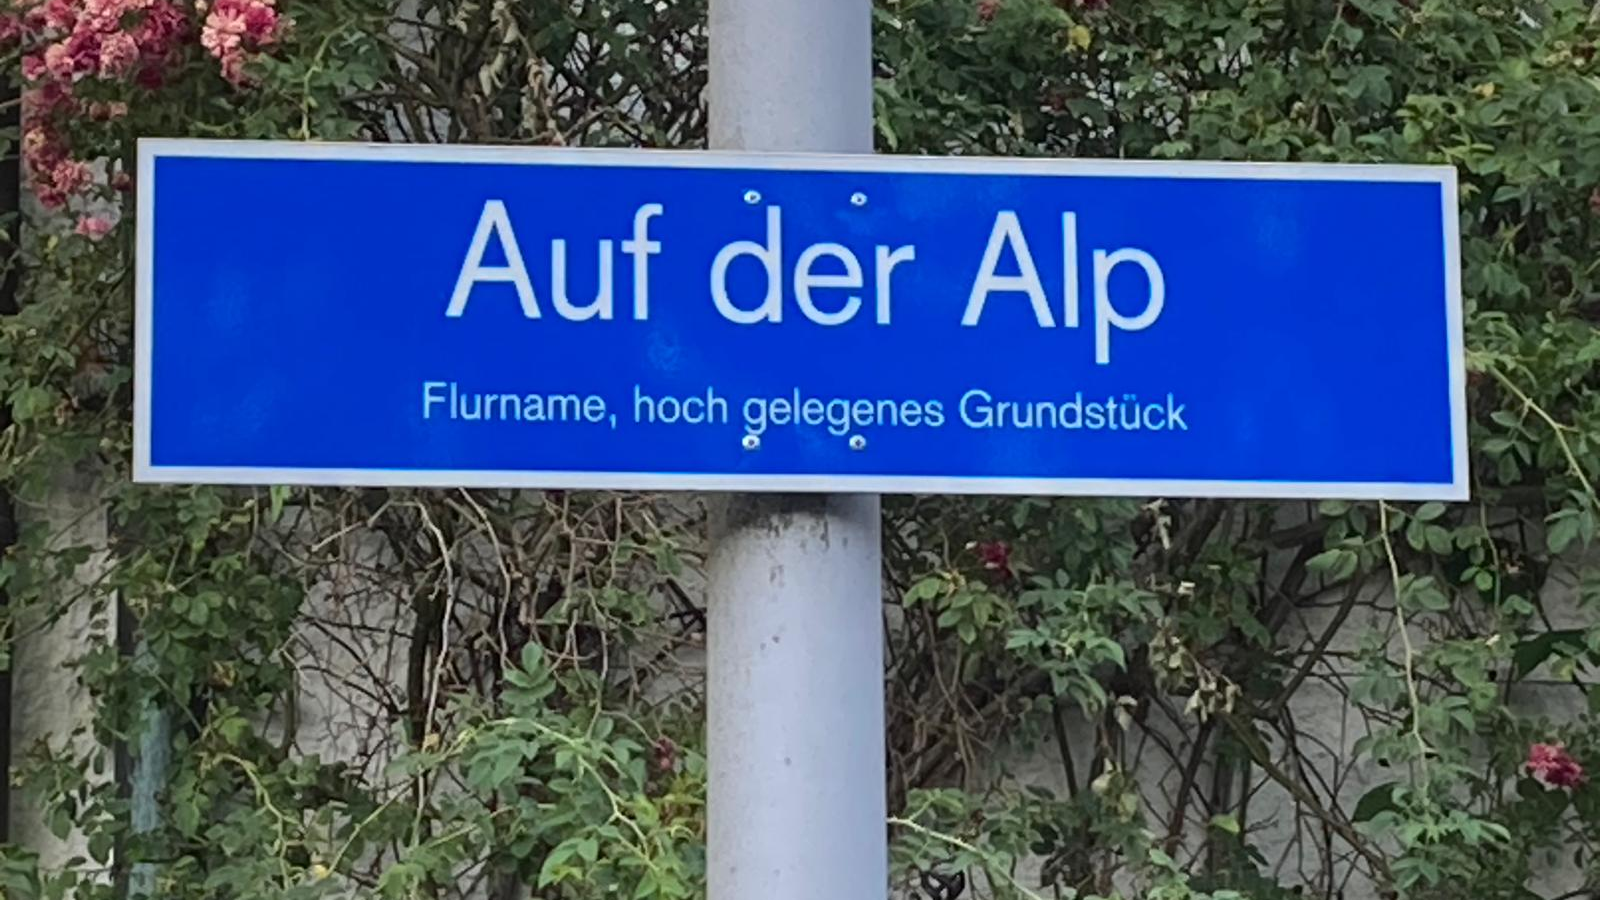 Auf der Alp
Flurname, hoch gelegenes Grundstück